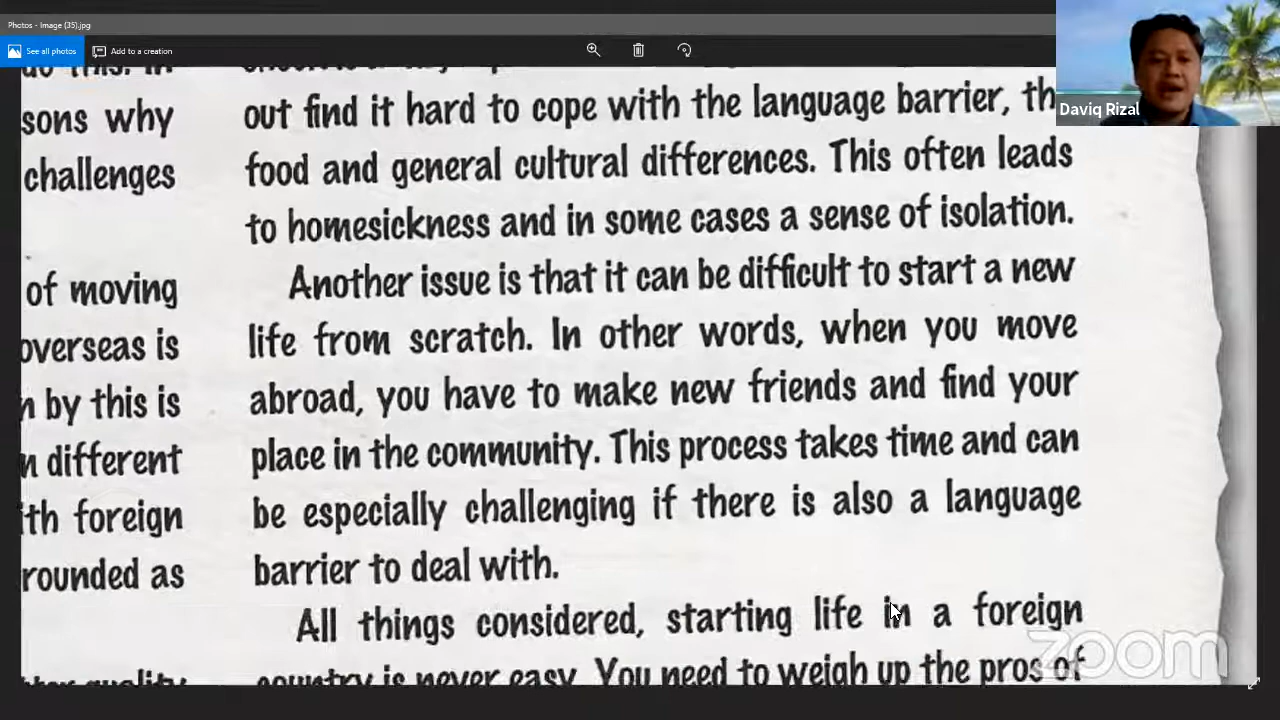 Photos - Image (35).jpg
See all photos
Add to a creation
Daviq Rizal
do this. In
sons why
challenges
of moving
overseas is
by this is
different
ith foreign
rounded as
quality
out find it hard to cope with the language barrier, th
food and general cultural differences. This often leads
to homesickness and in some cases a sense of isolation.
Another issue is that it can be difficult to start a new
life from scratch. In other words, when you move
abroad, you have to make new friends and find your
place in the community. This process takes time and can
be especially challenging if there is also a language
barrier to deal with.
All things considered, starting life in a foreign
country is never easy. You need to weigh up the pros of
zoom